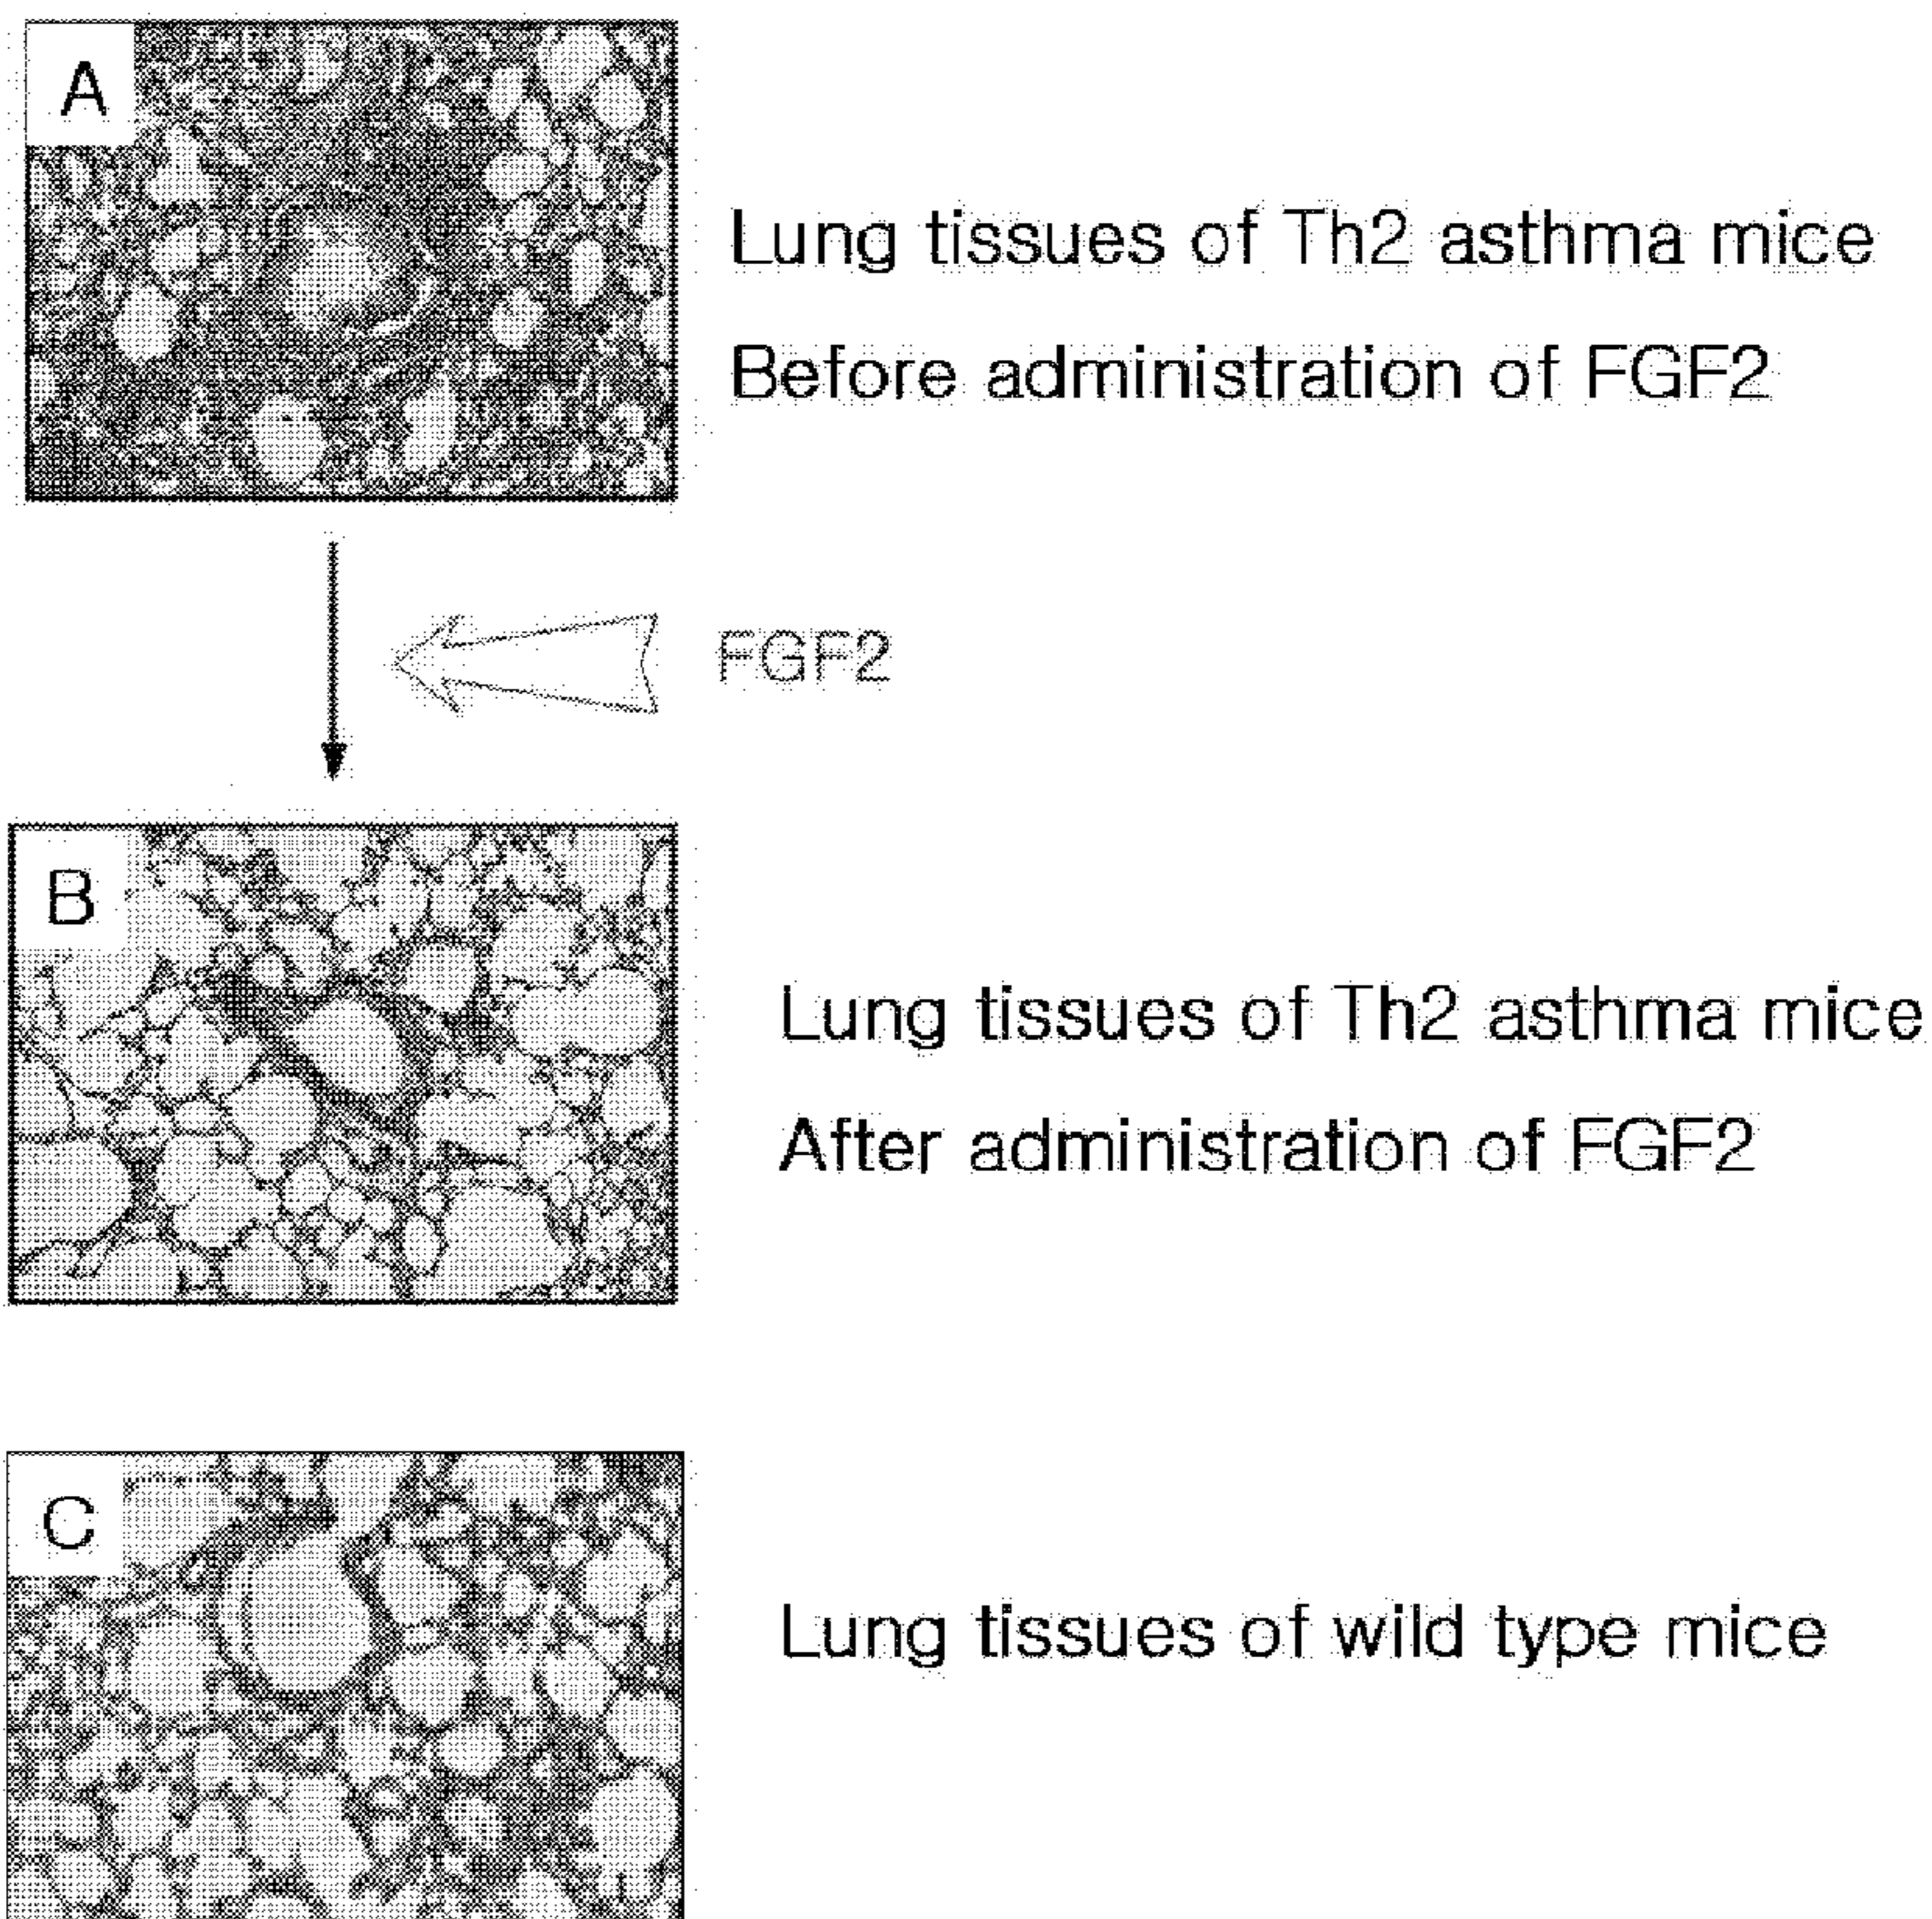 A
Lung tissues of Th2 asthma mice
Before administration of FGF2
FGF2
B
Lung tissues of Th2 asthma mice
After administration of FGF2
C
Lung tissues of wild type mice